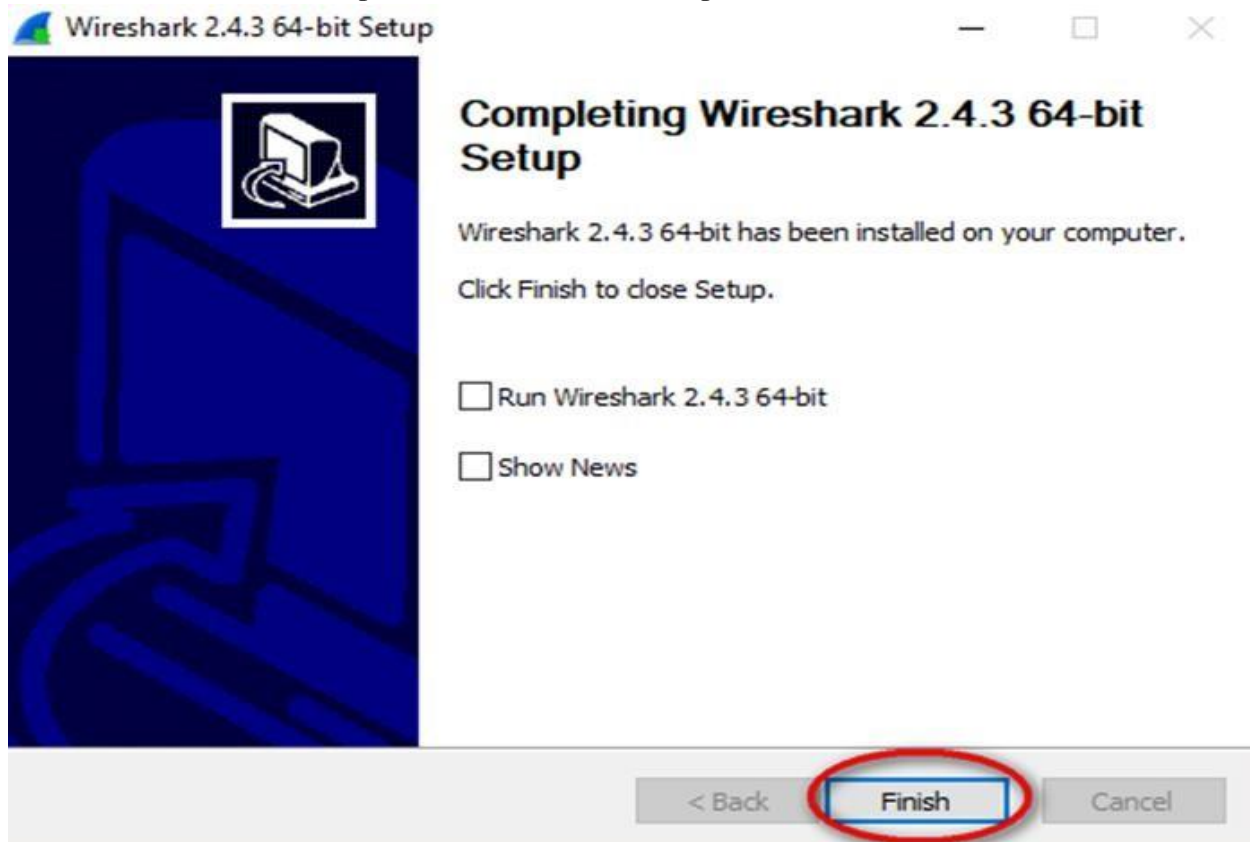 Wireshark 2.4.3 64-bit Setup
Completing Wireshark 2.4.3 64-bit
Setup
Wireshark 2.4.3 64-bit has been installed on your computer.
Click Finish to close Setup.
Run Wireshark 2.4.3 64-bit
Show News
< Back Finish Cancel